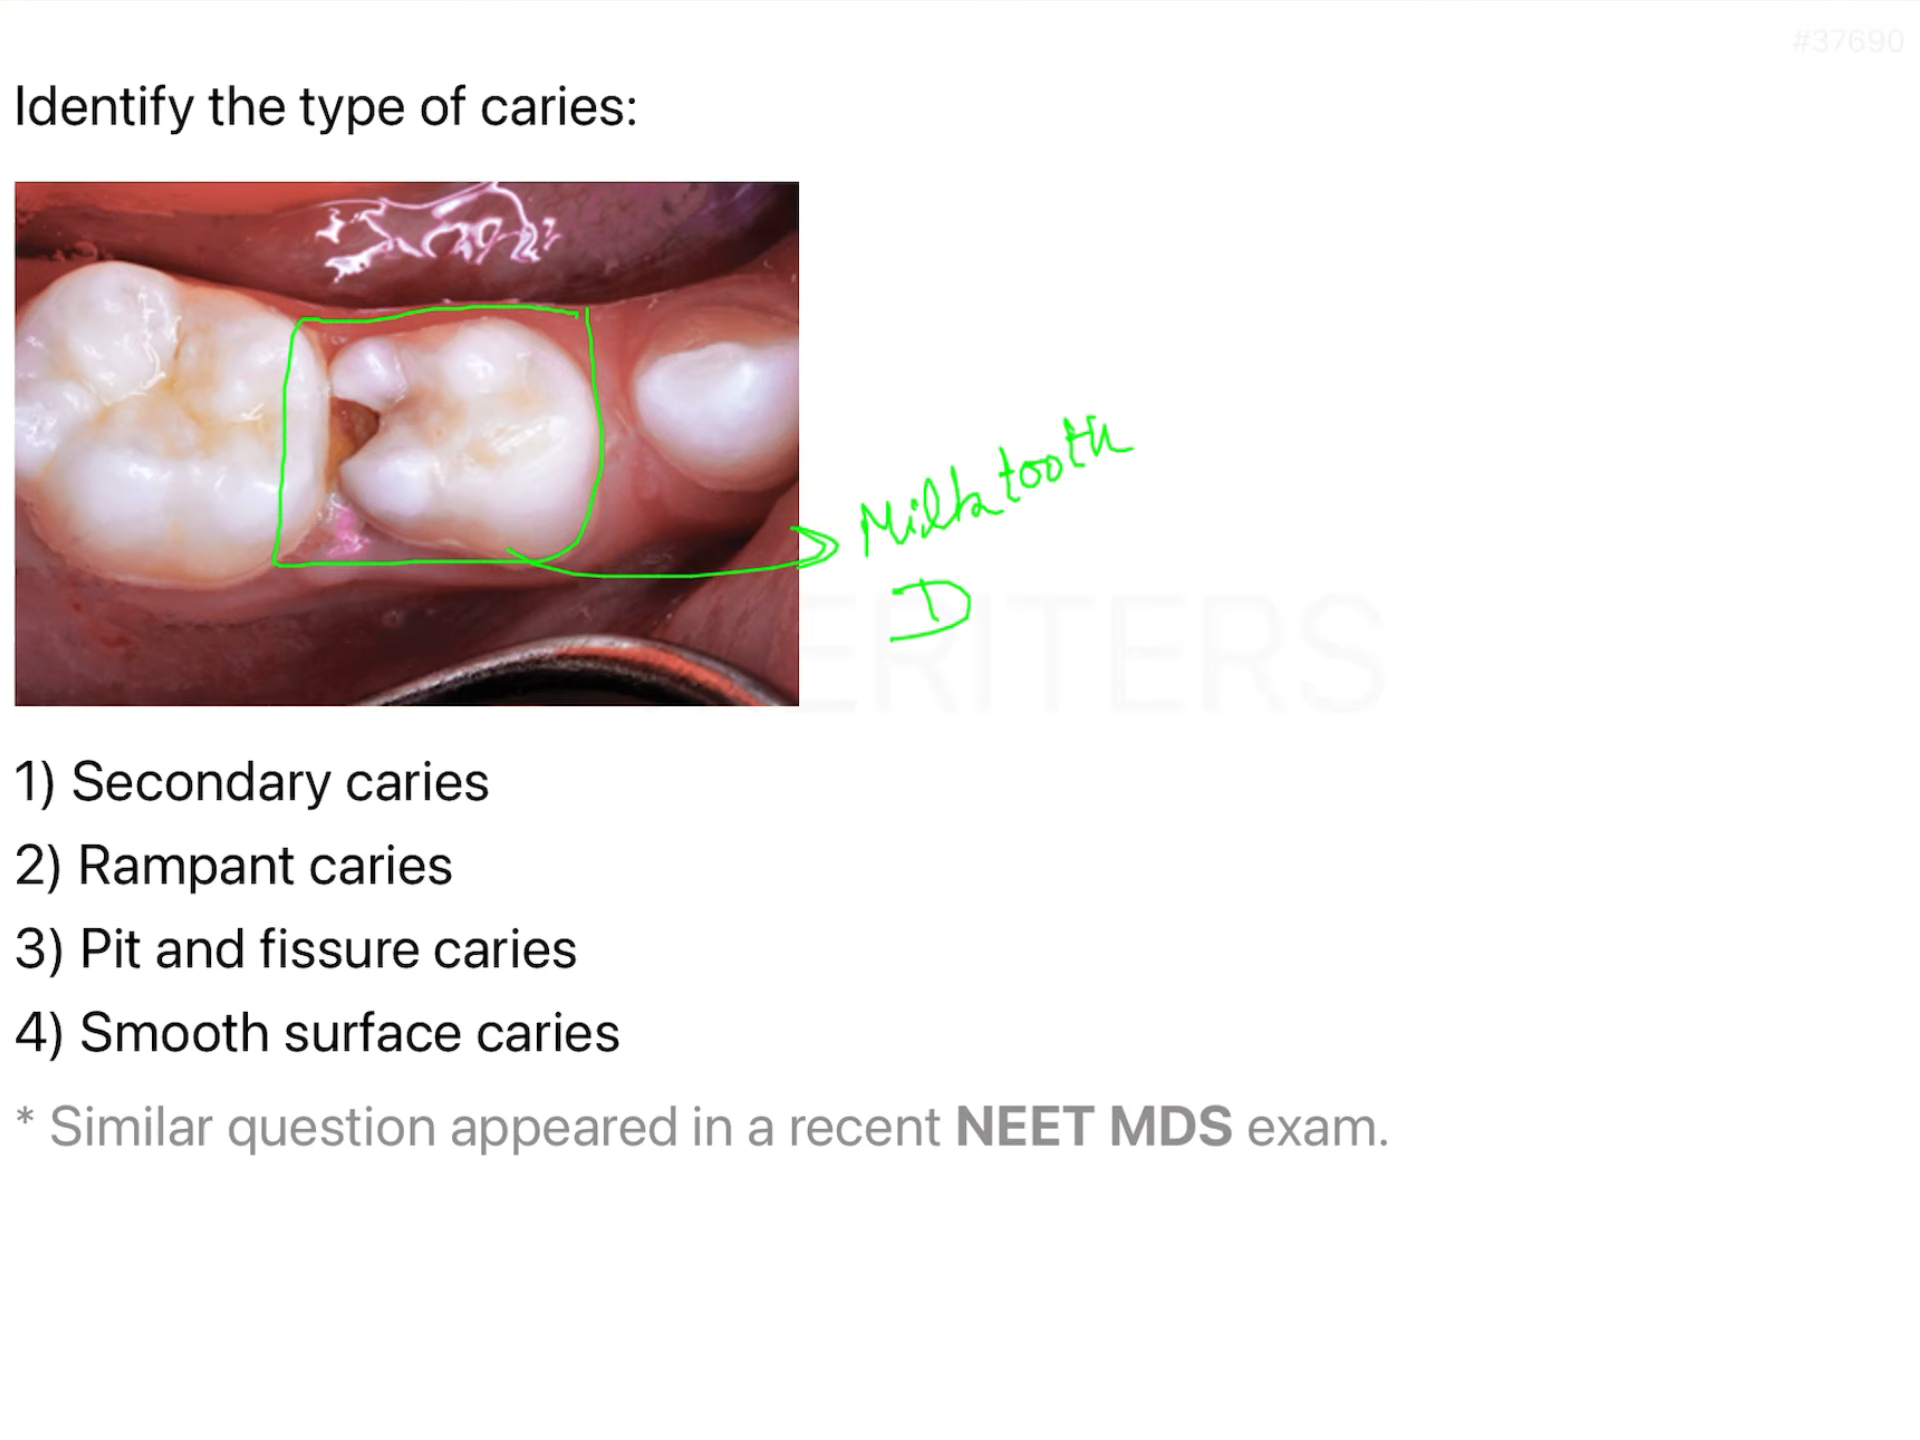 #37690
Identify the type of caries:
Milk tooth
D
ERITERS
1) Secondary caries
2) Rampant caries
3) Pit and fissure caries
4) Smooth surface caries
* Similar question appeared in a recent NEET MDS exam.